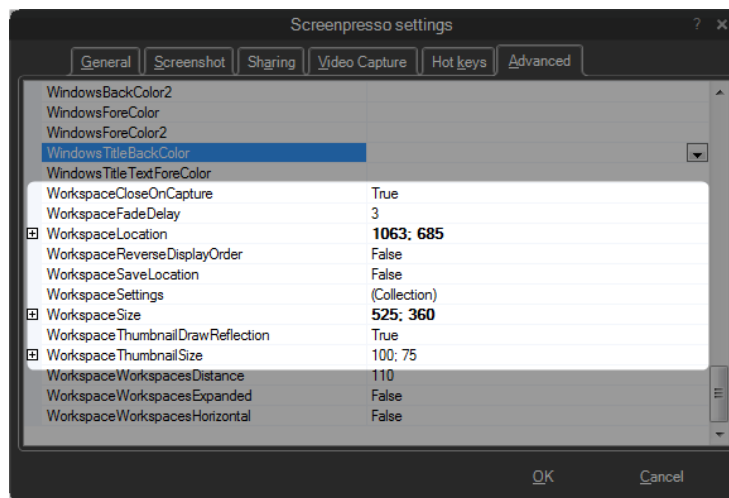 Screenpresso settings ? ×
General Screenshot Sharing Video Capture Hot keys Advanced
WindowsBackColor2
WindowsForeColor
WindowsForeColor2
WindowsTitleBackColor
WindowsTitleTextForeColor
WorkspaceCloseOnCapture True
WorkspaceFadeDelay 3
WorkspaceLocation 1063; 685
WorkspaceReverseDisplayOrder False
WorkspaceSaveLocation False
WorkspaceSettings (Collection)
WorkspaceSize 525; 360
WorkspaceThumbnailDrawReflection True
WorkspaceThumbnailSize 100; 75
WorkspaceWorkspacesDistance 110
WorkspaceWorkspacesExpanded False
WorkspaceWorkspacesHorizontal False
OK Cancel